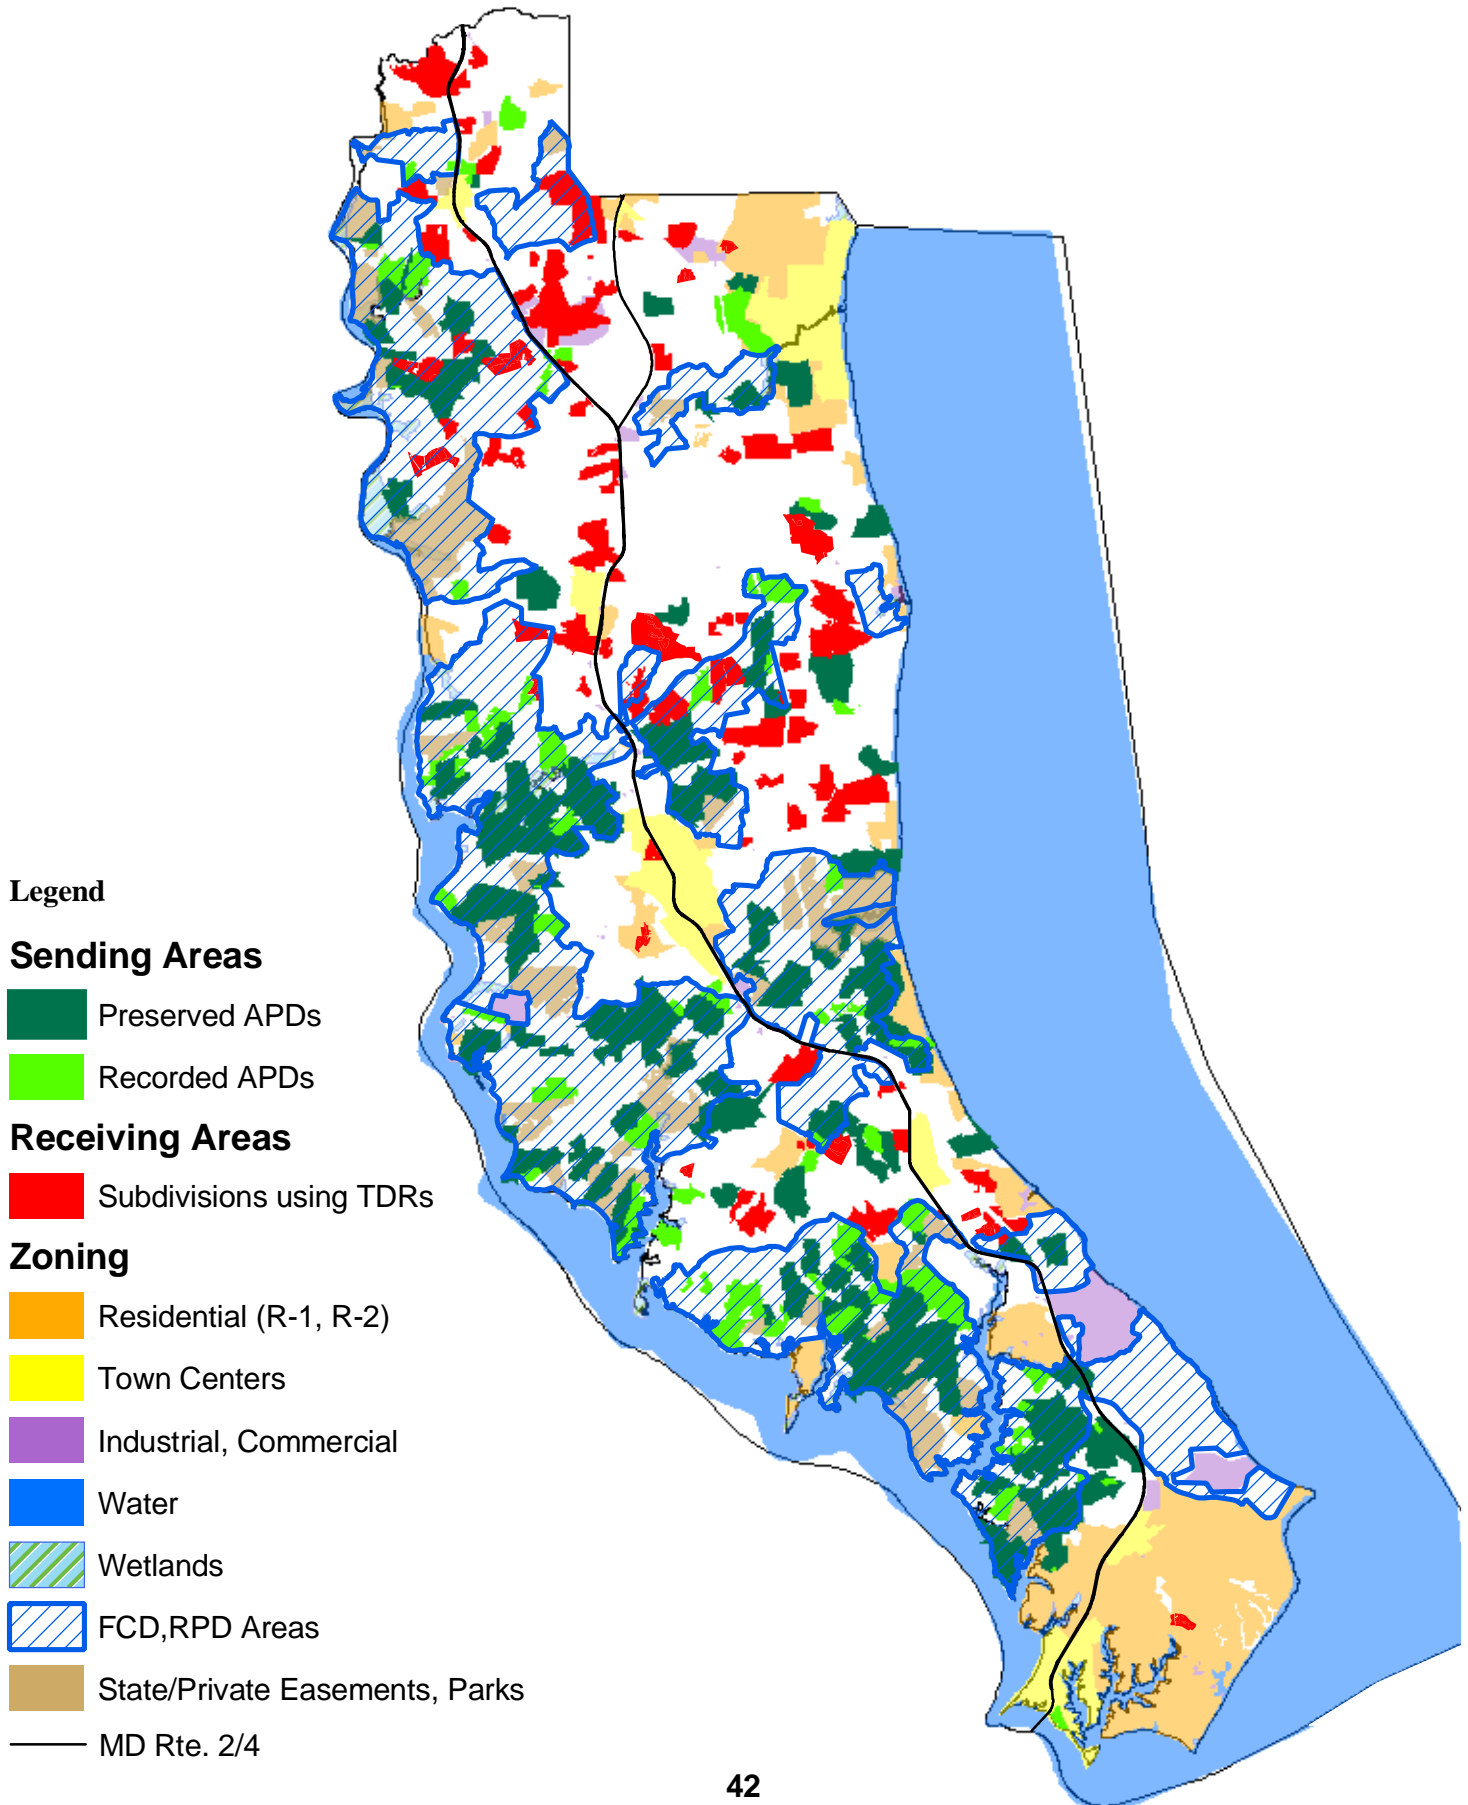 Legend
Sending Areas
Preserved APDs
Recorded APDs
Receiving Areas
Subdivisions using TDRs
Zoning
Residential (R-1, R-2)
Town Centers
Industrial, Commercial
Water
Wetlands
FCD,RPD Areas
State/Private Easements, Parks
MD Rte. 2/4
42